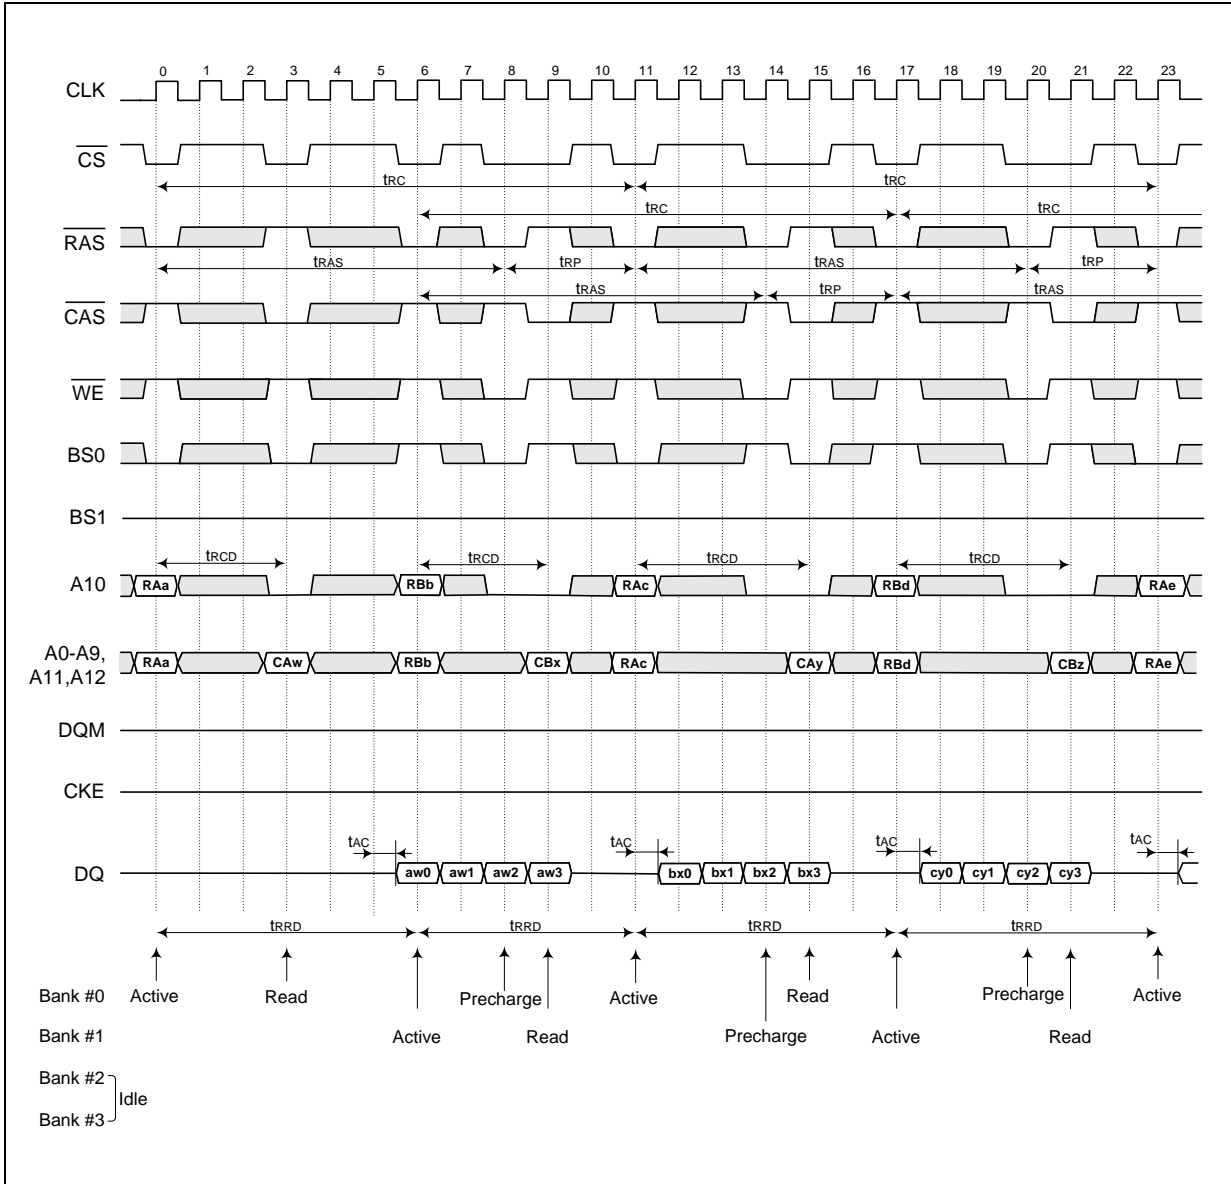 0 1 2 3 4 5 6 7 8 9 10 11 12 13 14 15 16 17 18 19 20 21 22 23
CLK
CS
tRC tRC
tRC tRC
RAS
tRAS tRP tRAS tRP
tRAS tRP tRAS
CAS
WE
BS0
BS1
tRCD tRCD tRCD tRCD
A10 RAa RBb RAc RBd RAe
A0-A9,
A11,A12 RAa CAw RBb CBx RAc CAy RBd CBz RAe
DQM
CKE
tAC tAC tAC tAC
DQ aw0 aw1 aw2 aw3 bx0 bx1 bx2 bx3 cy0 cy1 cy2 cy3
tRRD tRRD tRRD tRRD
Bank #0 Active Read Precharge Active Read Precharge Active
Bank #1 Active Read Precharge Active Read
Bank #2
Idle
Bank #3